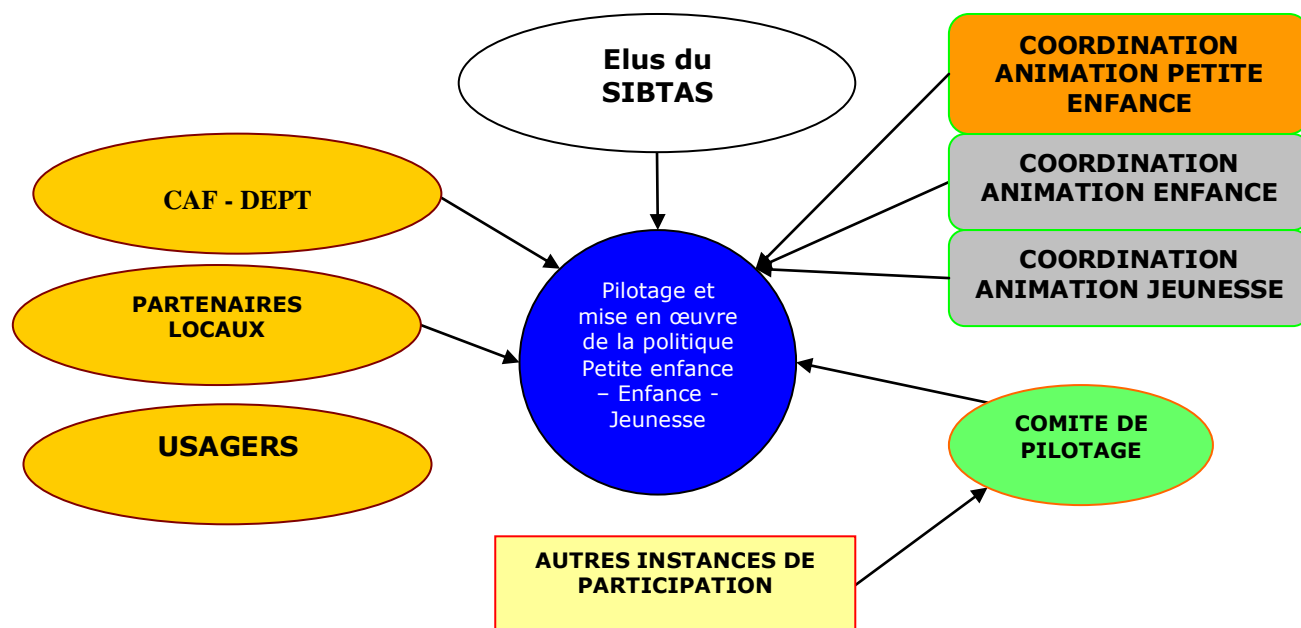 Elus du
SIBTAS
COORDINATION
ANIMATION PETITE
ENFANCE
COORDINATION
ANIMATION ENFANCE
COORDINATION
ANIMATION JEUNESSE
CAF - DEPT
PARTENAIRES
LOCAUX
USAGERS
Pilotage et
mise en œuvre
de la politique
Petite enfance
– Enfance -
Jeunesse
COMITE DE
PILOTAGE
AUTRES INSTANCES DE
PARTICIPATION